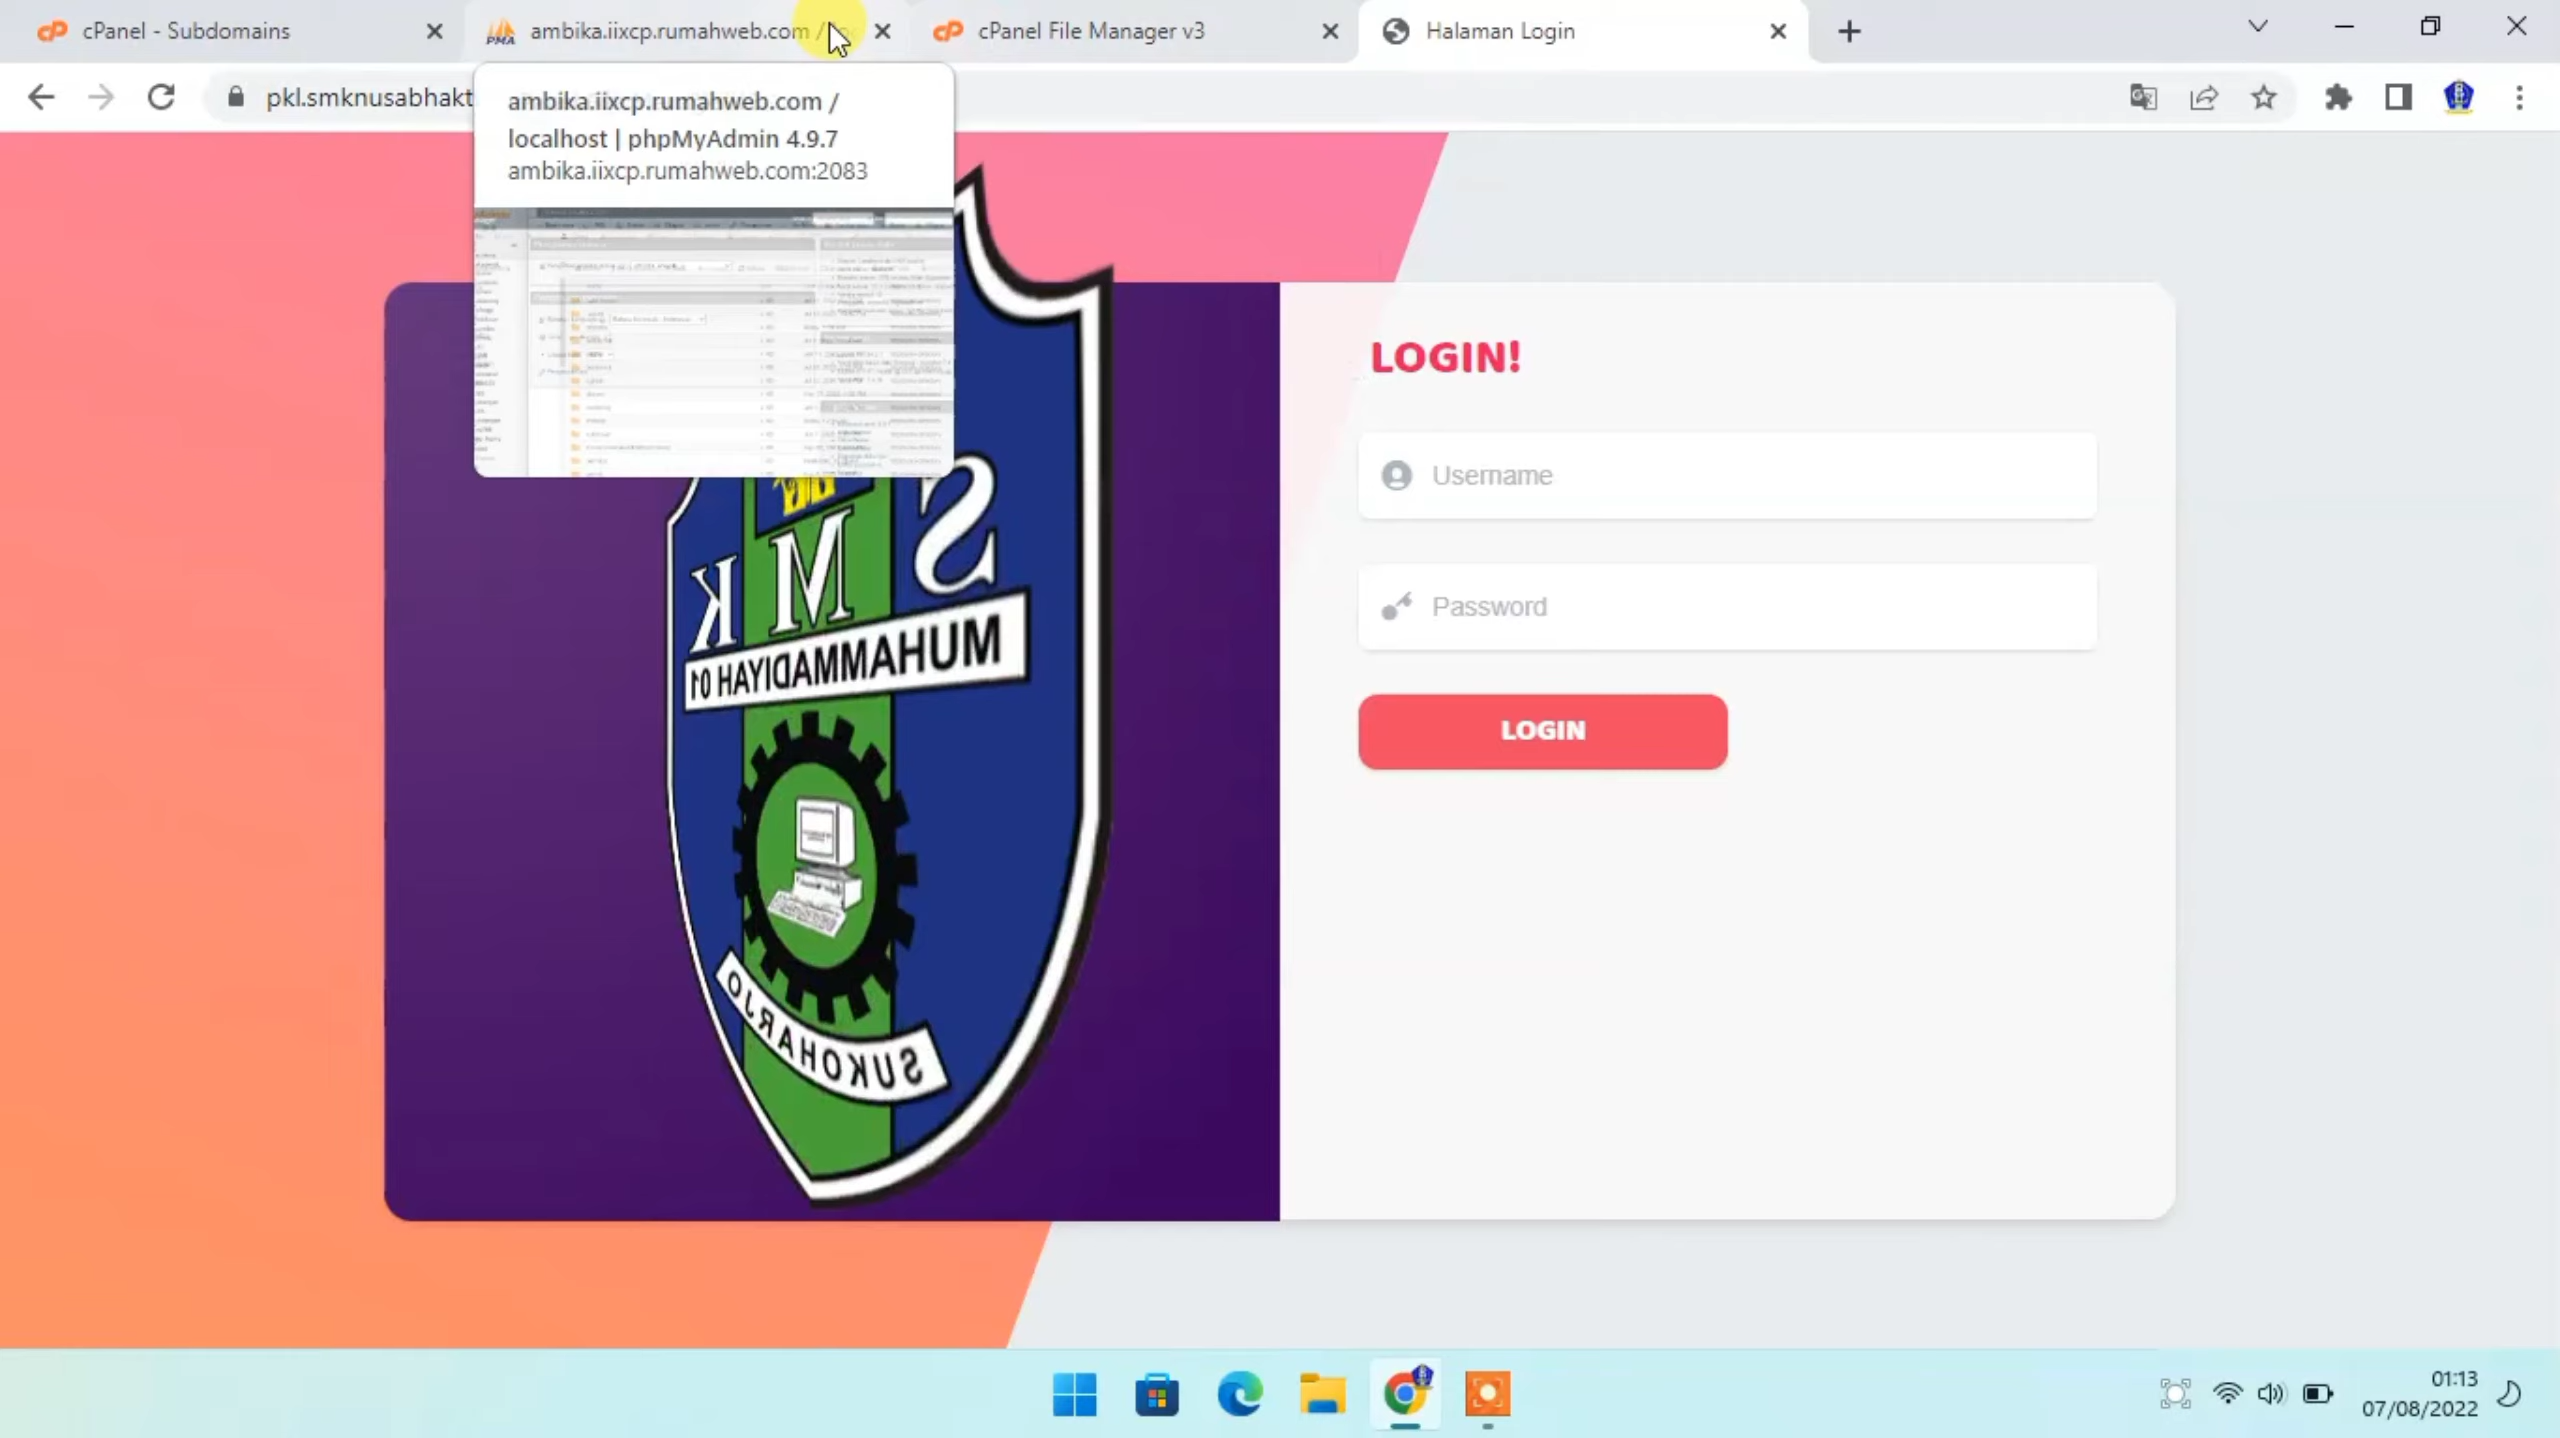 cPanel - Subdomains
ambika.iixcp.rumahweb.com /
cPanel File Manager v3
Halaman Login
pkl.smknusabhakt
ambika.iixcp.rumahweb.com /
localhost | phpMyAdmin 4.9.7
ambika.iixcp.rumahweb.com:2083
PMA
SMK
MUHAMMADIYAH 01
SUKOHARJO
LOGIN!
Username
Password
LOGIN
01:13
07/08/2022